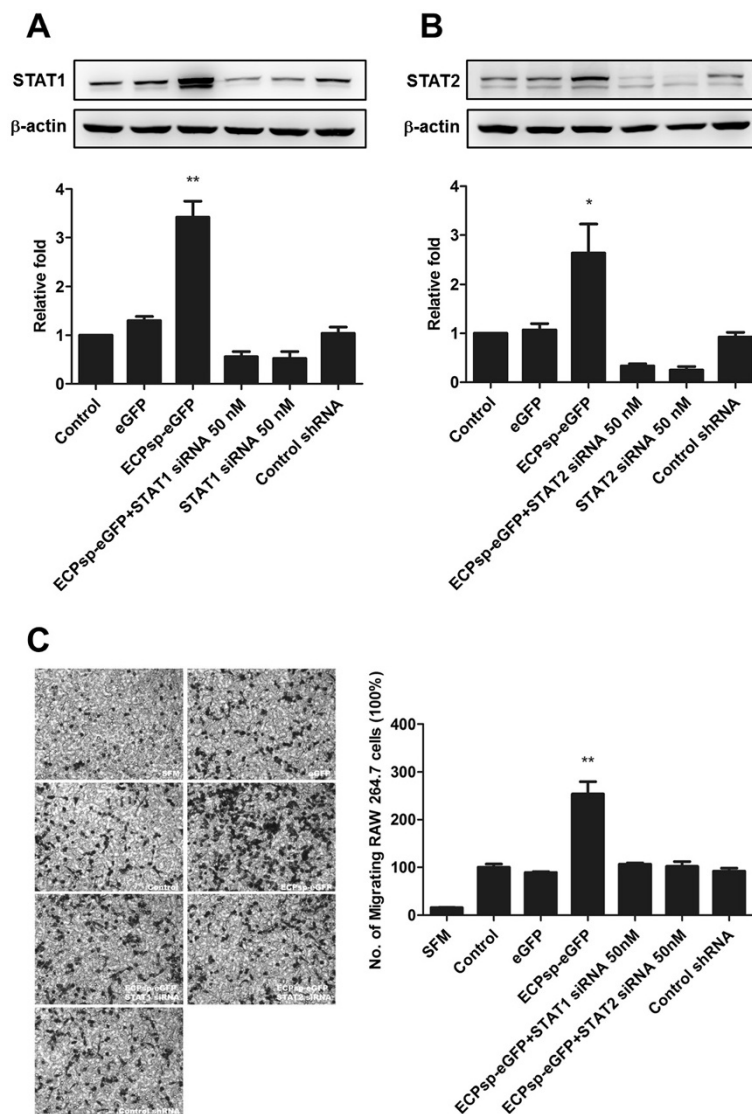 A
STAT1
β-actin
**
4
3
2
1
0
Relative fold
Control
eGFP
ECPsp-eGFP
ECPsp-eGFP+STAT1 siRNA 50 nM
STAT1 siRNA 50 nM
Control shRNA
B
STAT2
β-actin
*
4
3
2
1
0
Relative fold
Control
eGFP
ECPsp-eGFP
ECPsp-eGFP+STAT2 siRNA 50 nM
STAT2 siRNA 50 nM
Control shRNA
C
SFM
eGFP
Control
ECPsp-eGFP
ECPsp-eGFP
STAT1 siRNA
ECPsp-eGFP
STAT2 siRNA
Control shRNA
No. of Migrating RAW 264.7 cells (100%)
400
300
200
100
0
**
SFM
Control
eGFP
ECPsp-eGFP
ECPsp-eGFP+STAT1 siRNA 50nM
ECPsp-eGFP+STAT2 siRNA 50nM
Control shRNA